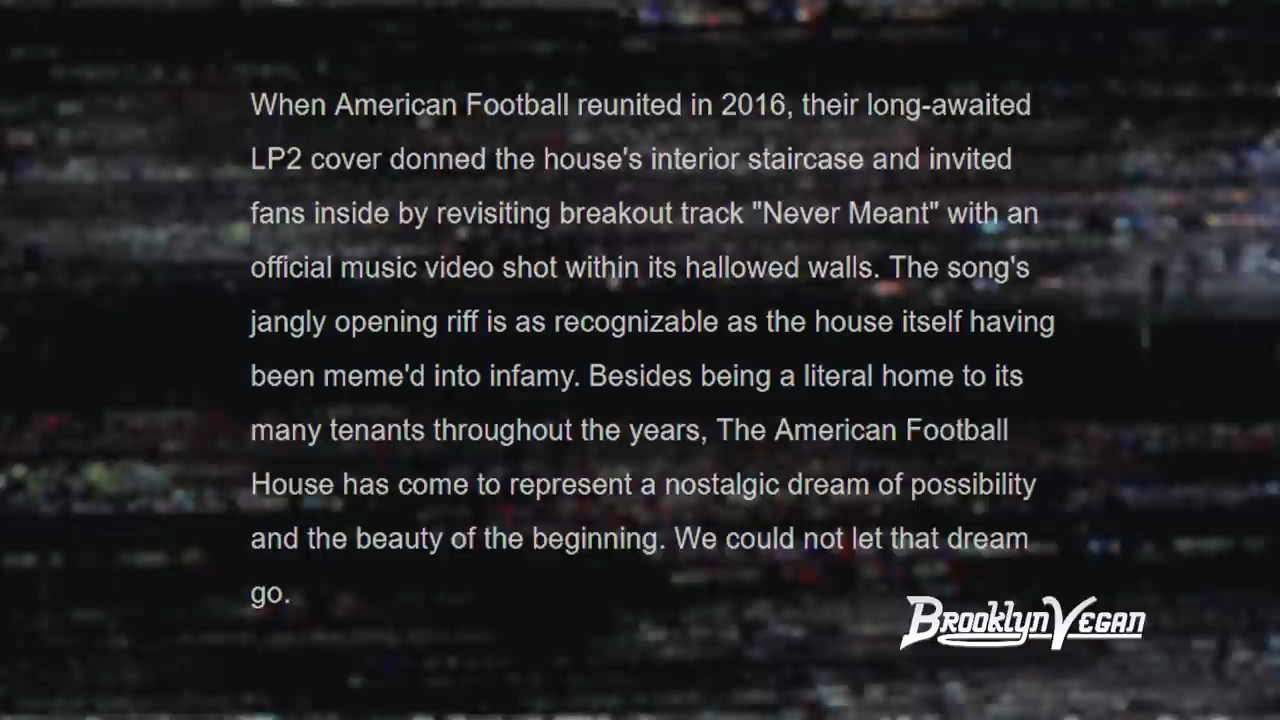 When American Football reunited in 2016, their long-awaited
LP2 cover donned the house's interior staircase and invited
fans inside by revisiting breakout track "Never Meant" with an
official music video shot within its hallowed walls. The song's
jangly opening riff is as recognizable as the house itself having
been meme'd into infamy. Besides being a literal home to its
many tenants throughout the years, The American Football
House has come to represent a nostalgic dream of possibility
and the beauty of the beginning. We could not let that dream
go.
BrooklynVegan